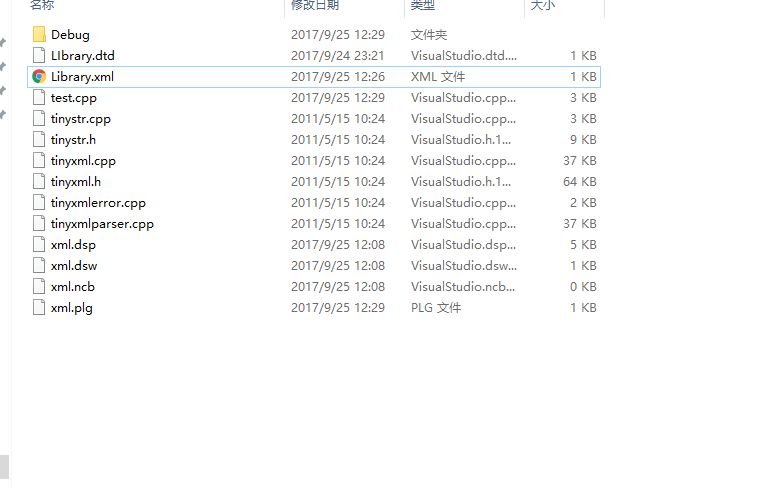 名称 修改日期 类型 大小
Debug 2017/9/25 12:29 文件夹
LIbrary.dtd 2017/9/24 23:21 VisualStudio.dtd.... 1 KB
Library.xml 2017/9/25 12:26 XML 文件 1 KB
test.cpp 2017/9/25 12:29 VisualStudio.cpp... 3 KB
tinystr.cpp 2011/5/15 10:24 VisualStudio.cpp... 3 KB
tinystr.h 2011/5/15 10:24 VisualStudio.h.1... 9 KB
tinyxml.cpp 2011/5/15 10:24 VisualStudio.cpp... 37 KB
tinyxml.h 2011/5/15 10:24 VisualStudio.h.1... 64 KB
tinyxmlerror.cpp 2011/5/15 10:24 VisualStudio.cpp... 2 KB
tinyxmlparser.cpp 2011/5/15 10:24 VisualStudio.cpp... 37 KB
xml.dsp 2017/9/25 12:08 VisualStudio.dsp... 5 KB
xml.dsw 2017/9/25 12:08 VisualStudio.dsw... 1 KB
xml.ncb 2017/9/25 12:08 VisualStudio.ncb... 0 KB
xml.plg 2017/9/25 12:29 PLG 文件 1 KB